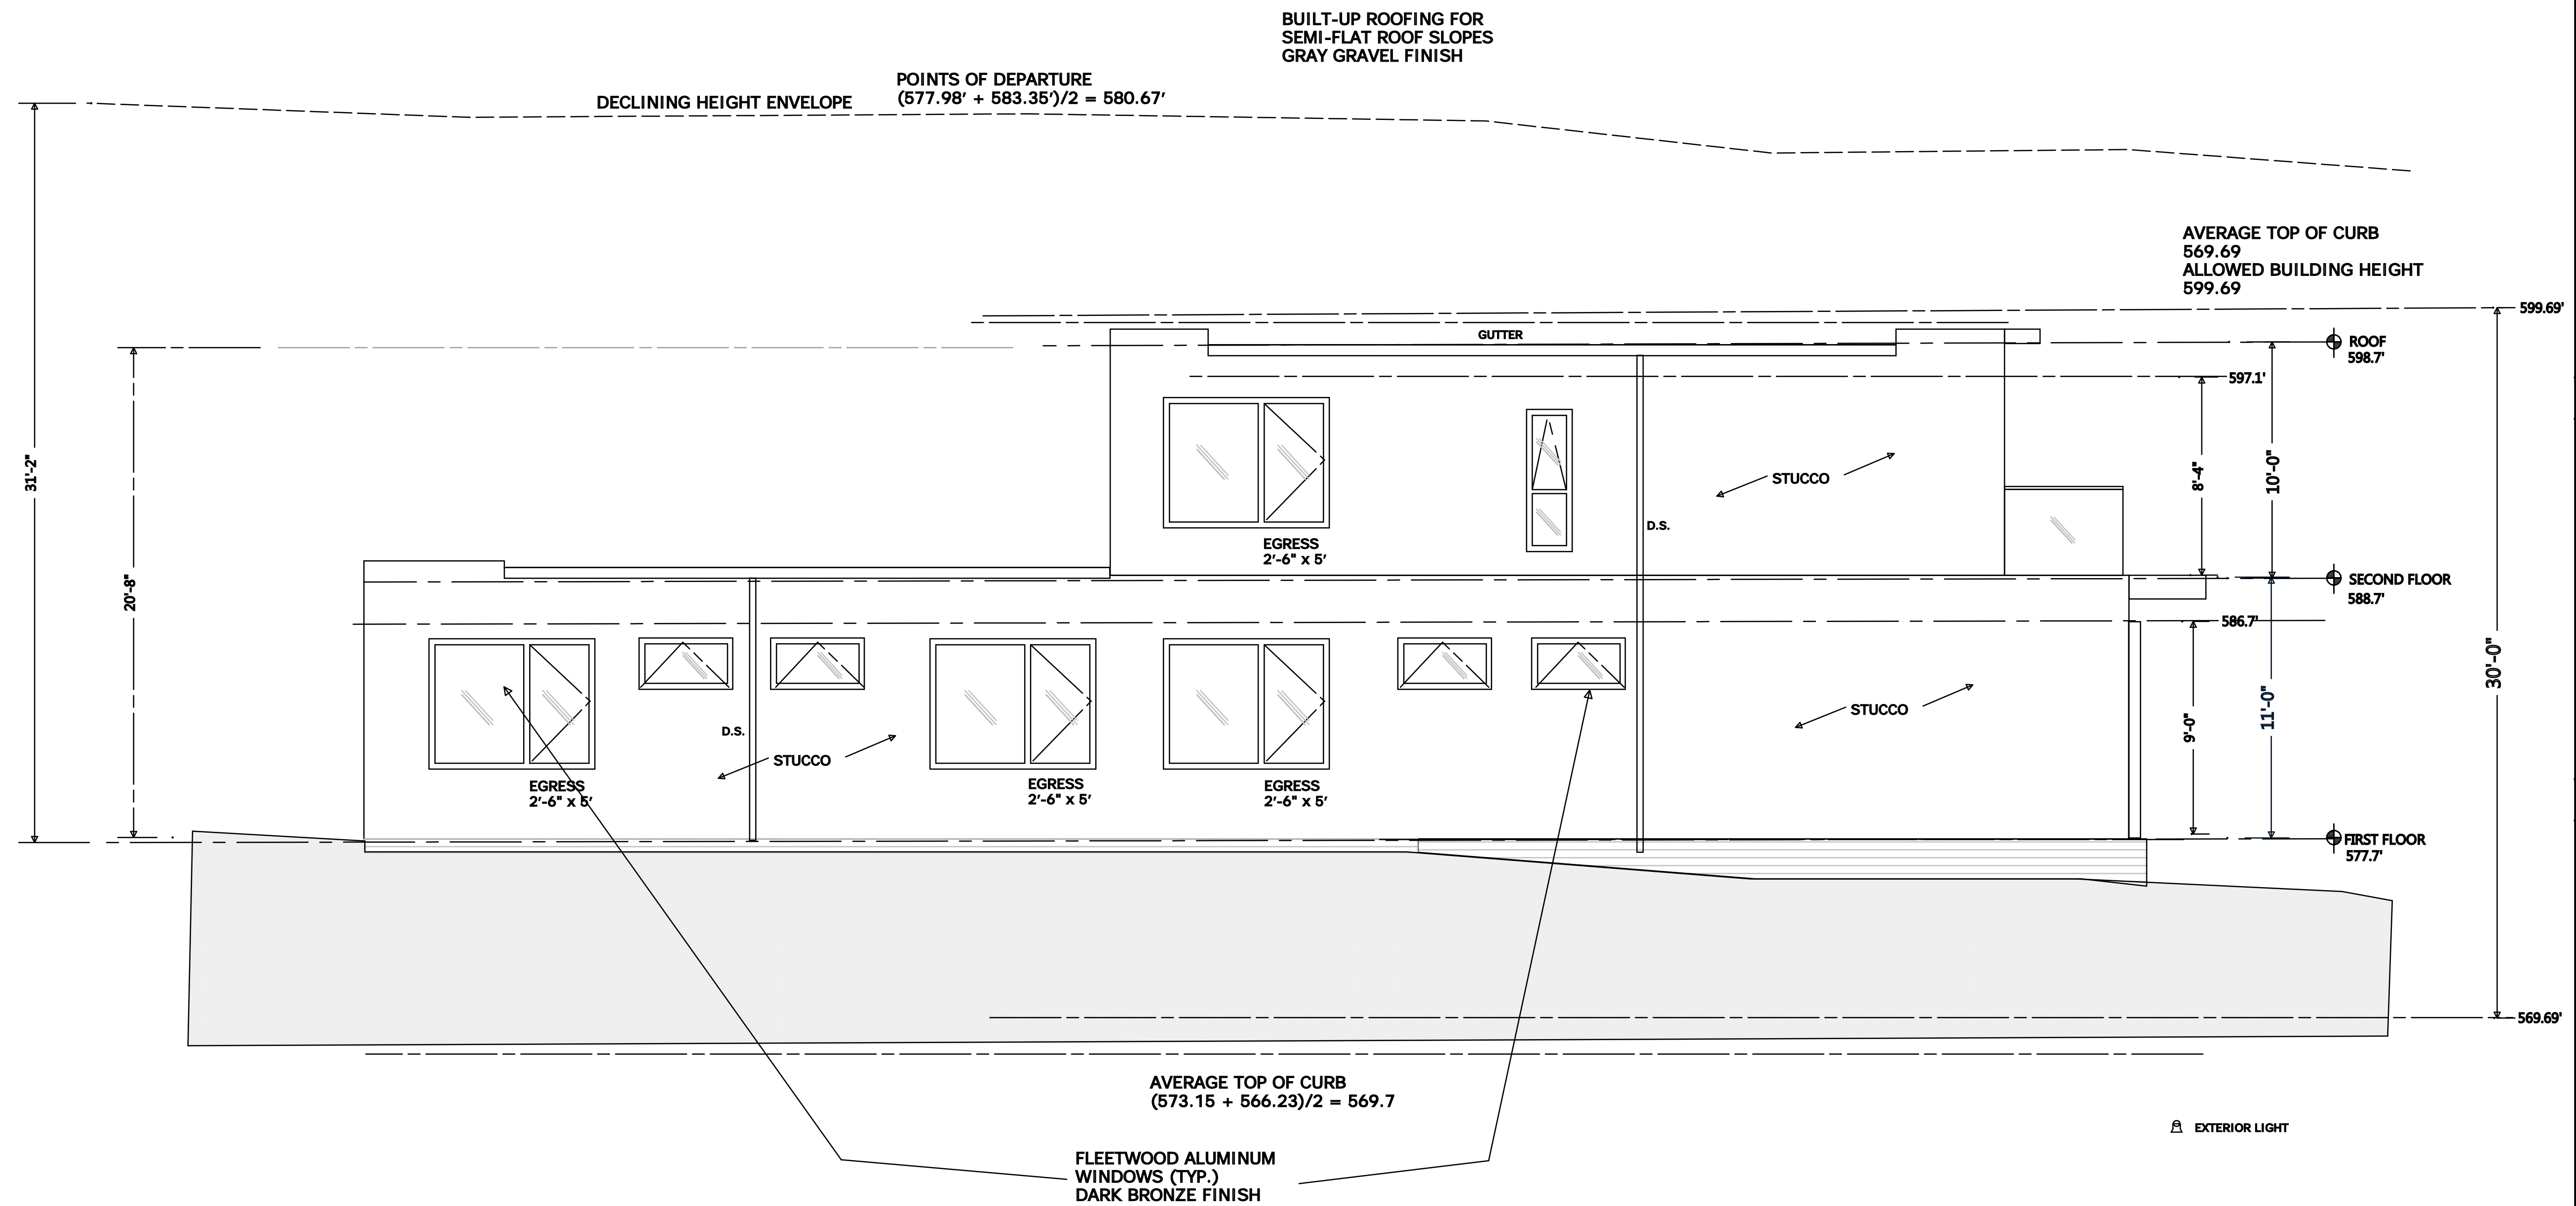 BUILT-UP ROOFING FOR
SEMI-FLAT ROOF SLOPES
GRAY GRAVEL FINISH
POINTS OF DEPARTURE
(577.98' + 583.35')/2 = 580.67'
DECLINING HEIGHT ENVELOPE
AVERAGE TOP OF CURB
569.69
ALLOWED BUILDING HEIGHT
599.69
599.69'
GUTTER
ROOF
598.7'
597.1'
31'-2"
20'-8"
8'-4"
10'-0"
STUCCO
D.S.
EGRESS
2'-6" x 5'
SECOND FLOOR
588.7'
586.7'
30'-0"
11'-0"
9'-0"
STUCCO
D.S.
STUCCO
EGRESS
2'-6" x 5'
EGRESS
2'-6" x 5'
EGRESS
2'-6" x 5'
FIRST FLOOR
577.7'
569.69'
AVERAGE TOP OF CURB
(573.15 + 566.23)/2 = 569.7
EXTERIOR LIGHT
FLEETWOOD ALUMINUM
WINDOWS (TYP.)
DARK BRONZE FINISH